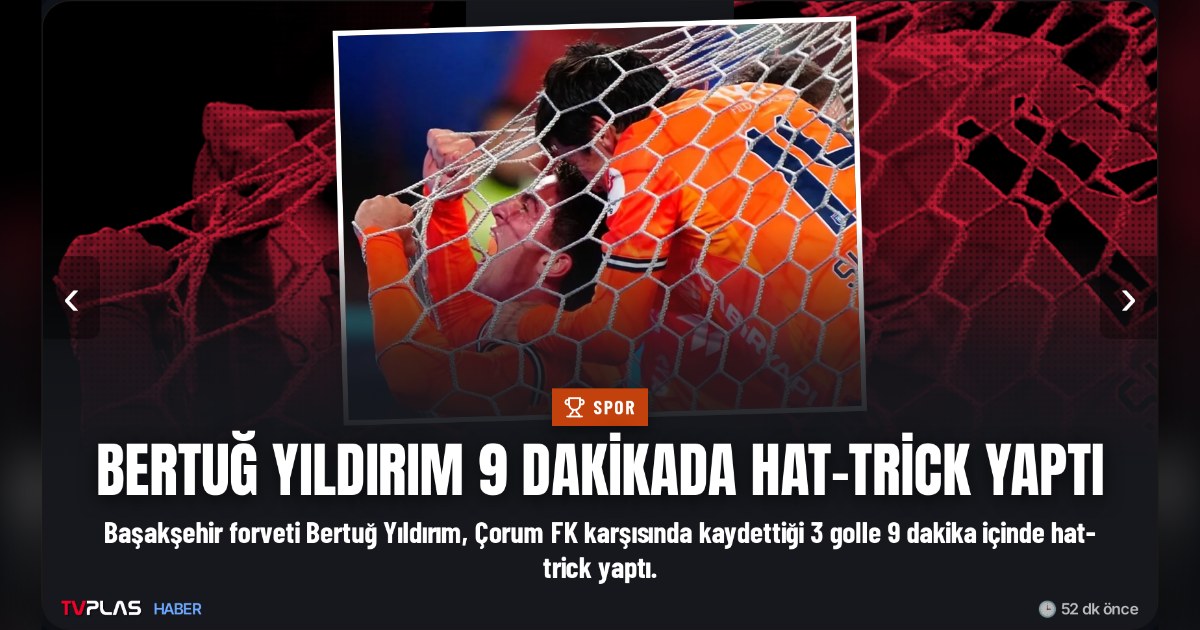 SPOR
BERTUĞ YILDIRIM 9 DAKİKADA HAT-TRİCK YAPTI
Başakşehir forveti Bertuğ Yıldırım, Çorum FK karşısında kaydettiği 3 golle 9 dakika içinde hat-
trick yaptı.
TVPLAS HABER
52 dk önce